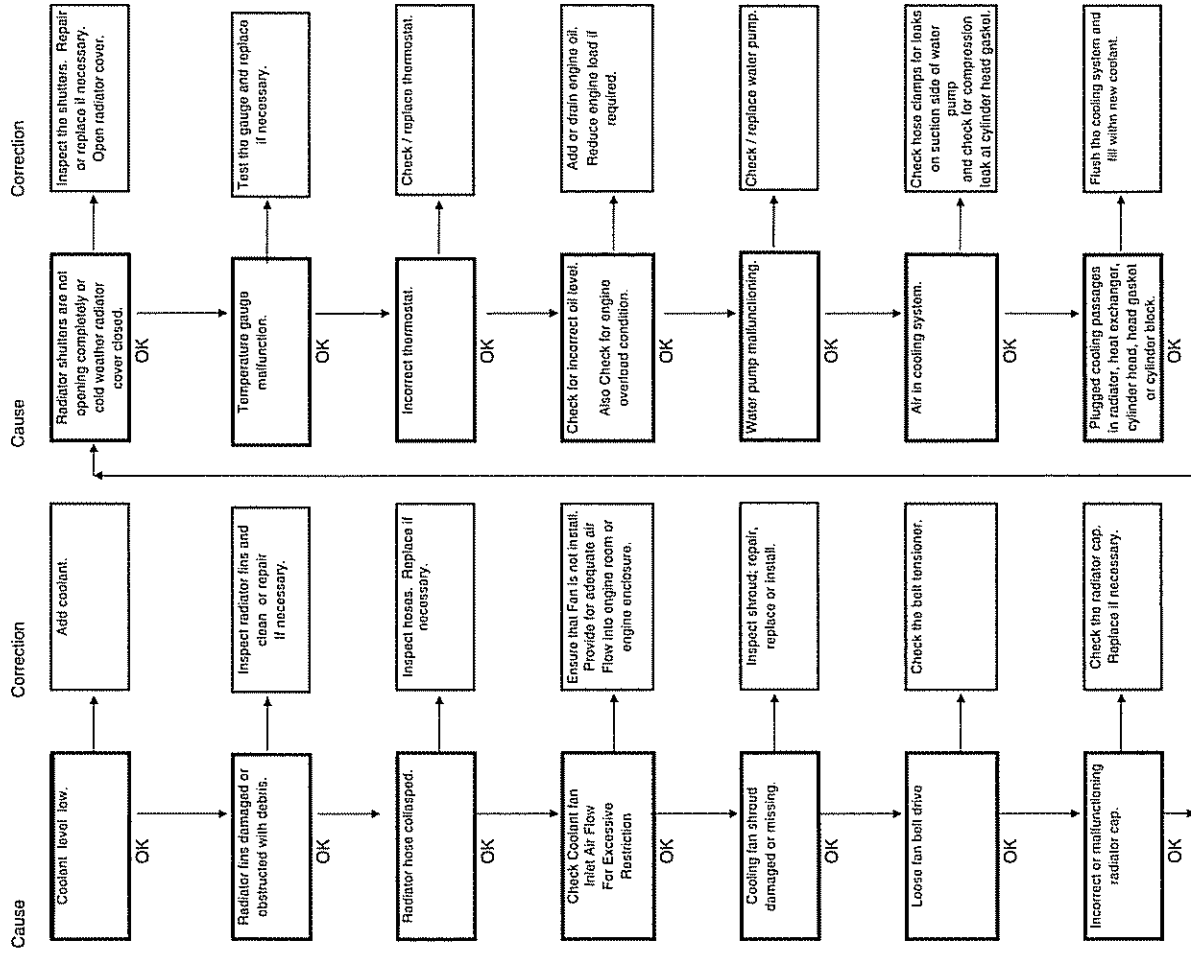 Cause
Correction
Coolant level low.
Add coolant.
OK
Radiator fins damaged or
obstructed with debris.
Inspect radiator fins and
clean or repair
if necessary.
OK
Radiator hose collasped.
Inspect hoses. Replace if
necessary.
OK
Check Coolant fan
Inlet Air Flow
For Excessive
Restriction
Ensure that Fan is not install.
Provide for adequate air
Flow into engine room or
engine enclosure.
OK
Cooling fan shroud
damaged or missing.
Inspect shroud; repair,
replace or install.
OK
Loose fan belt drive
Check the belt tensioner.
OK
Incorrect or malfunctioning
radiator cap.
Check the radiator cap.
Replace if necessary.
OK
Cause
Correction
Radiator shutters are not
opening completely or
cold weather radiator
cover closed.
Inspect the shutters. Repair
or replace if necessary.
Open radiator cover.
OK
Temperature gauge
malfunction.
Test the gauge and replace
if necessary.
OK
Incorrect thermostat.
Check / replace thermostat.
OK
Check for incorrect oil level.
Also Check for engine
overload condition.
Add or drain engine oil.
Reduce engine load if
required.
OK
Water pump malfunctioning.
Check / replace water pump.
OK
Air in cooling system.
Check hose clamps for leaks
on suction side of water
pump
and check for compression
leak at cylinder head gasket.
OK
Plugged cooling passages
in radiator, heat exchanger,
cylinder head, head gasket
or cylinder block.
Flush the cooling system and
fill withn new coolant.